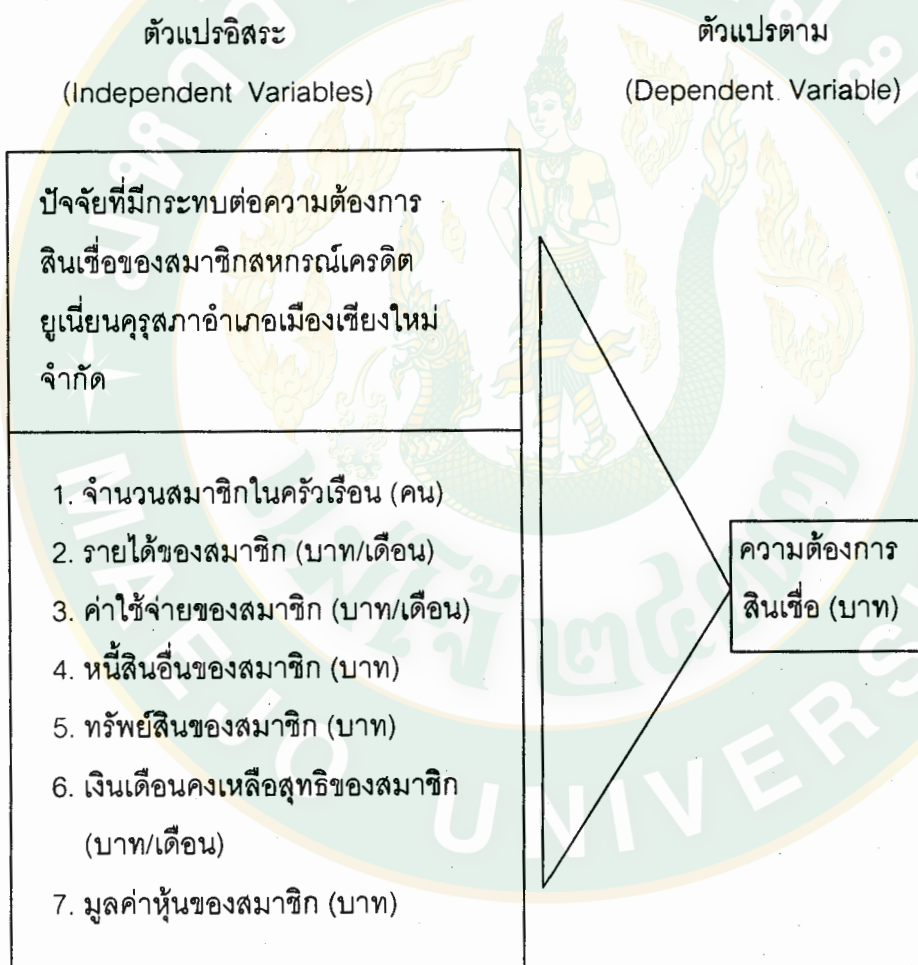 ตัวแปรอิสระ
(Independent Variables)
ตัวแปรตาม
(Dependent Variable)
ปัจจัยที่มีกระทบต่อความต้องการ
สินเชื่อของสมาชิกสหกรณ์เครดิต
ยูเนี่ยนคุรุสภาอำเภอเมืองเชียงใหม่
จำกัด
1. จำนวนสมาชิกในครัวเรือน (คน)
2. รายได้ของสมาชิก (บาท/เดือน)
3. ค่าใช้จ่ายของสมาชิก (บาท/เดือน)
4. หนี้สินอื่นของสมาชิก (บาท)
5. ทรัพย์สินของสมาชิก (บาท)
6. เงินเดือนคงเหลือสุทธิของสมาชิก
(บาท/เดือน)
7. มูลค่าหุ้นของสมาชิก (บาท)
ความต้องการ
สินเชื่อ (บาท)
MAEJO UNIVERS
แม่โจ้ ๒๔๗๗